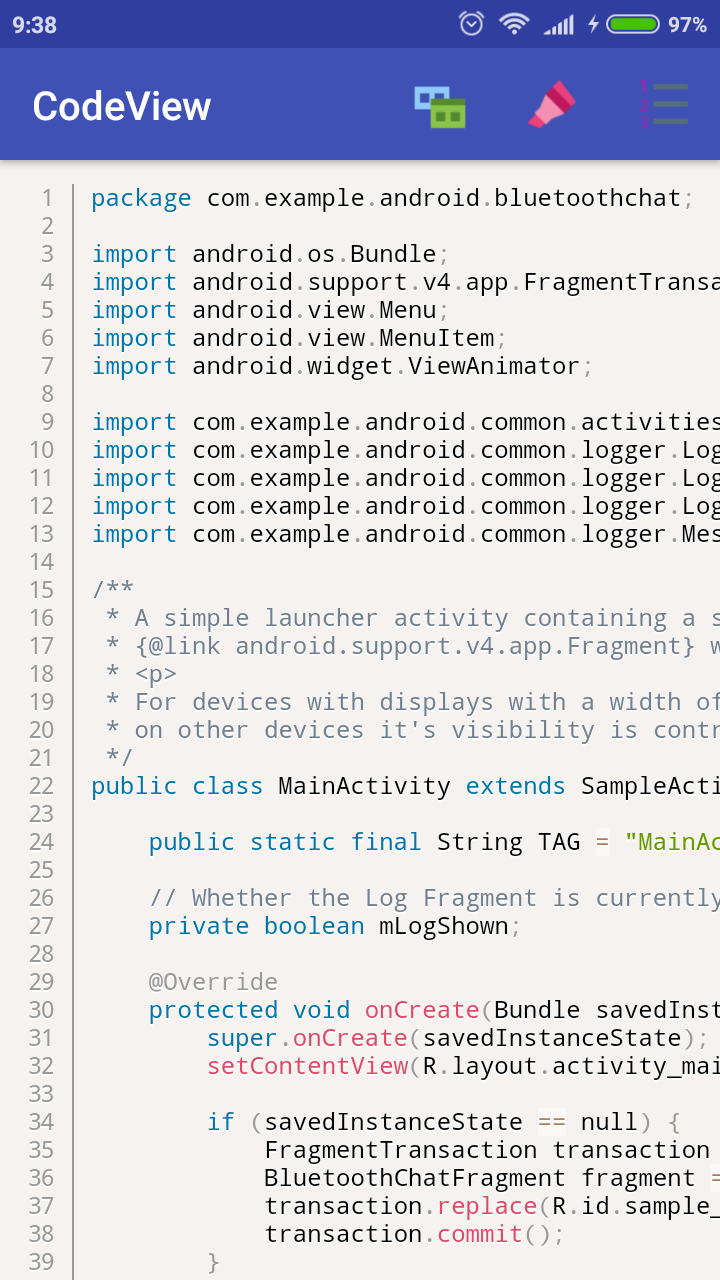 9:38 97%
CodeView
1 package com.example.android.bluetoothchat;
2
3 import android.os.Bundle;
4 import android.support.v4.app.FragmentTransa
5 import android.view.Menu;
6 import android.view.MenuItem;
7 import android.widget.ViewAnimator;
8
9 import com.example.android.common.activities
10 import com.example.android.common.logger.Log
11 import com.example.android.common.logger.Log
12 import com.example.android.common.logger.Log
13 import com.example.android.common.logger.Mes
14
15 /**
16  * A simple launcher activity containing a s
17  * {@link android.support.v4.app.Fragment} w
18  * <p>
19  * For devices with displays with a width of
20  * on other devices it's visibility is contr
21  */
22 public class MainActivity extends SampleActi
23
24     public static final String TAG = "MainAc
25
26     // Whether the Log Fragment is currently
27     private boolean mLogShown;
28
29     @Override
30     protected void onCreate(Bundle savedInst
31         super.onCreate(savedInstanceState);
32         setContentView(R.layout.activity_mai
33
34         if (savedInstanceState == null) {
35             FragmentTransaction transaction
36             BluetoothChatFragment fragment =
37             transaction.replace(R.id.sample_
38             transaction.commit();
39         }